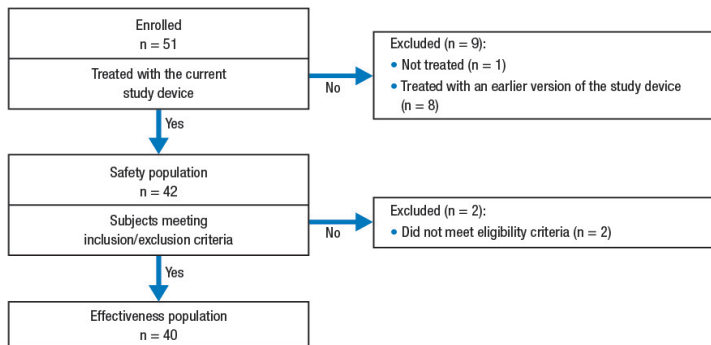 Enrolled
n = 51
Treated with the current
study device
No
Excluded (n = 9):
• Not treated (n = 1)
• Treated with an earlier version of the study device
(n = 8)
Yes
Safety population
n = 42
Subjects meeting
inclusion/exclusion criteria
No
Excluded (n = 2):
• Did not meet eligibility criteria (n = 2)
Yes
Effectiveness population
n = 40